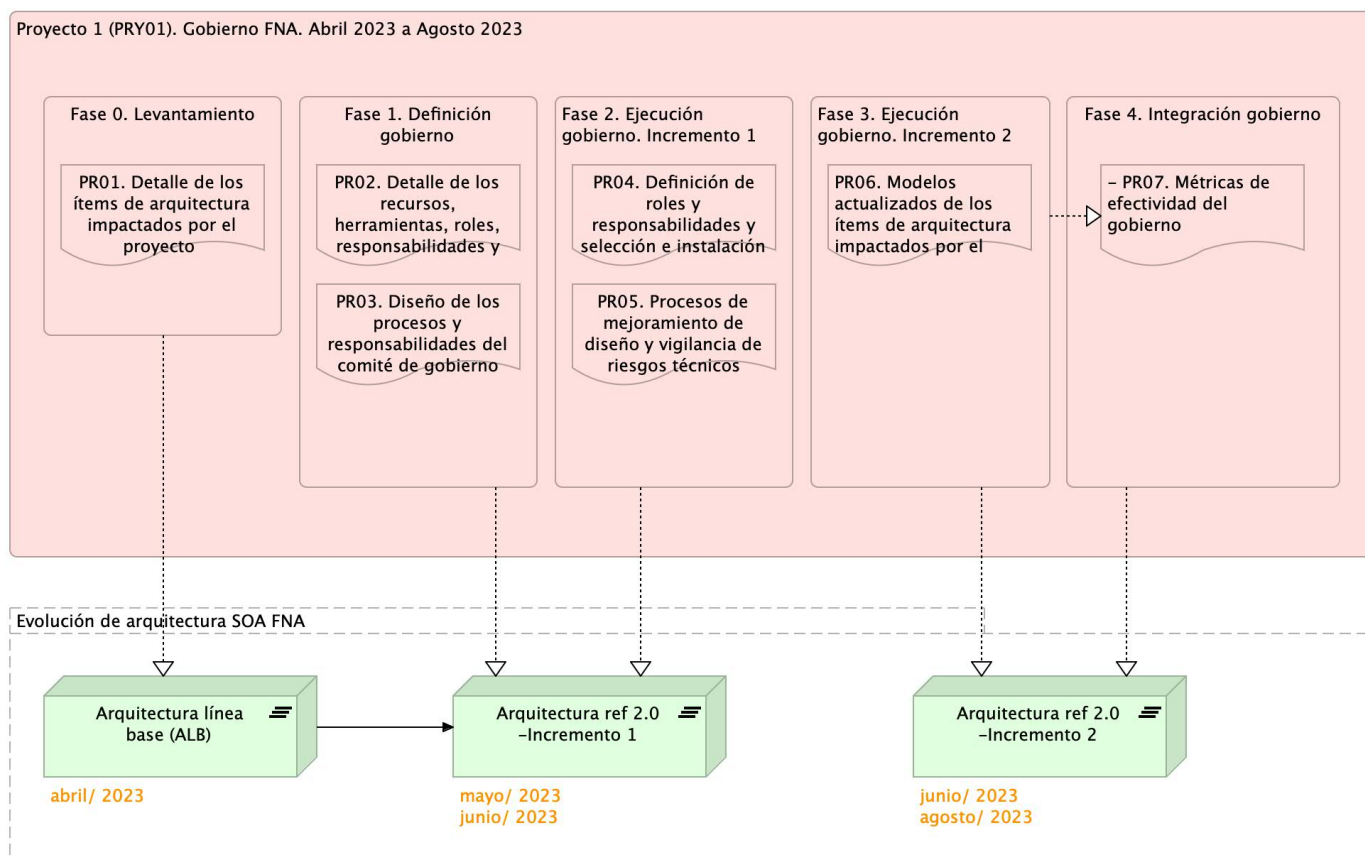 Proyecto 1 (PRY01). Gobierno FNA. Abril 2023 a Agosto 2023
Fase 0. Levantamiento
PR01. Detalle de los
ítems de arquitectura
impactados por el
proyecto
Fase 1. Definición
gobierno
PR02. Detalle de los
recursos,
herramientas, roles,
responsabilidades y
PR03. Diseño de los
procesos y
responsabilidades del
comité de gobierno
Fase 2. Ejecución
gobierno. Incremento 1
PR04. Definición de
roles y
responsabilidades y
selección e instalación
PR05. Procesos de
mejoramiento de
diseño y vigilancia de
riesgos técnicos
Fase 3. Ejecución
gobierno. Incremento 2
PR06. Modelos
actualizados de los
ítems de arquitectura
impactados por el
Fase 4. Integración gobierno
- PR07. Métricas de
efectividad del
gobierno
Evolución de arquitectura SOA FNA
Arquitectura línea
base (ALB)
abril/ 2023
Arquitectura ref 2.0
-Incremento 1
mayo/ 2023
junio/ 2023
Arquitectura ref 2.0
-Incremento 2
junio/ 2023
agosto/ 2023